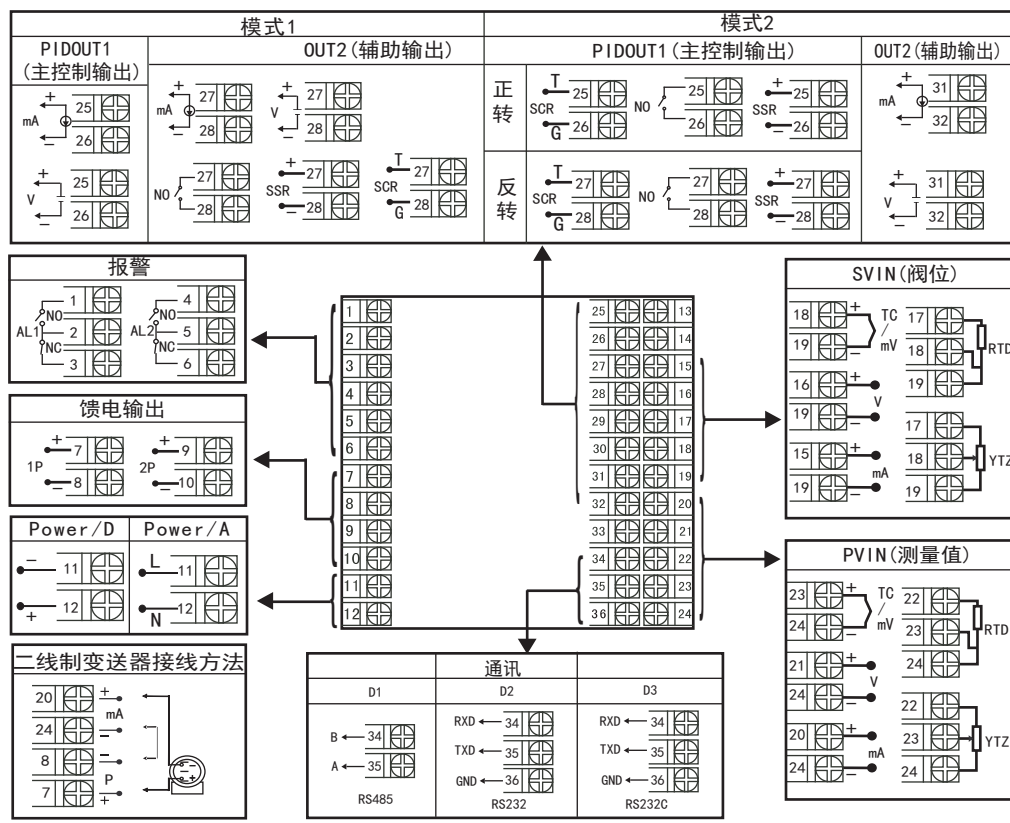 模式1
模式2
PIDOUT1
(主控制输出)
OUT2(辅助输出)
PIDOUT1(主控制输出)
OUT2(辅助输出)
+
mA
−
25
26
+
V
−
25
26
+
mA
−
27
28
+
V
−
27
28
NO
27
28
+
SSR
−
27
28
T
SCR
G
27
28
正转
T
SCR
G
25
26
NO
25
26
+
SSR
−
25
26
+
mA
−
31
32
反转
T
SCR
G
27
28
NO
27
28
+
SSR
−
27
28
+
V
−
31
32
报警
AL1
NO
NC
1
2
3
AL2
NO
NC
4
5
6
馈电输出
1P
+
−
7
8
2P
+
−
9
10
Power/D
Power/A
−
11
+
12
L
11
N
12
二线制变送器接线方法
20
+
mA
24
−
8
−
P
7
+
−
−
+
1
2
3
4
5
6
7
8
9
10
11
12
25 13
26 14
27 15
28 16
29 17
30 18
31 19
32 20
33 21
34 22
35 23
36 24
SVIN(阀位)
18
+
TC
/
mV
19
−
17
18
19
RTD
16
+
V
19
−
15
+
mA
19
−
17
18
19
YTZ
PVIN(测量值)
23
+
TC
/
mV
24
−
22
23
24
RTD
21
+
V
24
−
20
+
mA
24
−
22
23
24
YTZ
通讯
D1
D2
D3
B 34
A 35
RS485
RXD 34
TXD 35
GND 36
RS232
RXD 34
TXD 35
GND 36
RS232C